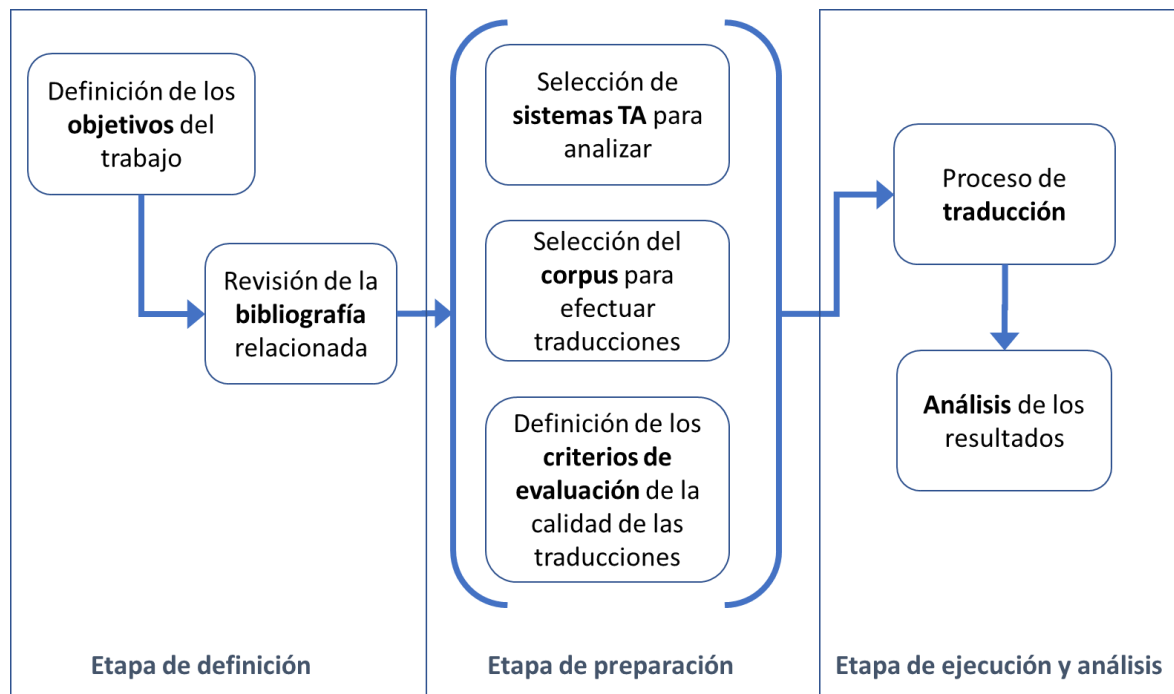 Definición de los
objetivos del
trabajo
Revisión de la
bibliografía
relacionada
Etapa de definición
Selección de
sistemas TA para
analizar
Selección del
corpus para
efectuar
traducciones
Definición de los
criterios de
evaluación de la
calidad de las
traducciones
Etapa de preparación
Proceso de
traducción
Análisis de los
resultados
Etapa de ejecución y análisis